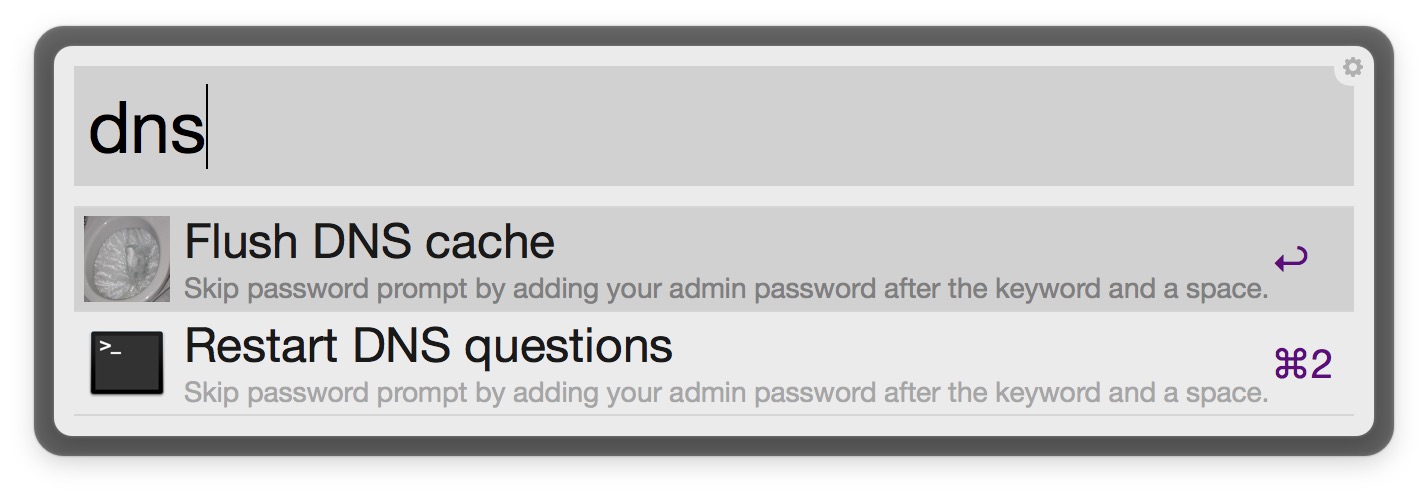 dns
Flush DNS cache
Skip password prompt by adding your admin password after the keyword and a space.
↩
>_
Restart DNS questions
Skip password prompt by adding your admin password after the keyword and a space.
⌘2